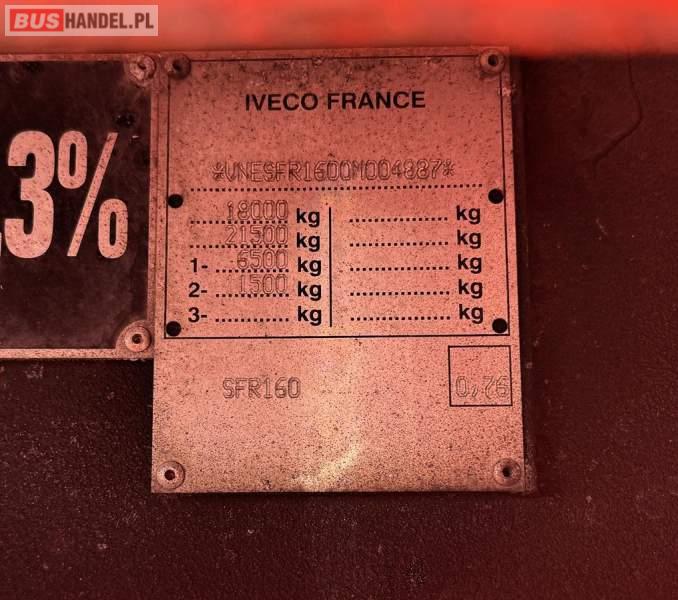 BUSHANDEL.PL
,3%
IVECO FRANCE
*VNESFR1600M004887*
18000 kg ................ kg
21500 kg ................ kg
1- 6500 kg ................ kg
2- 11500 kg ................ kg
3- ............ kg ................ kg
SFR160
0,76